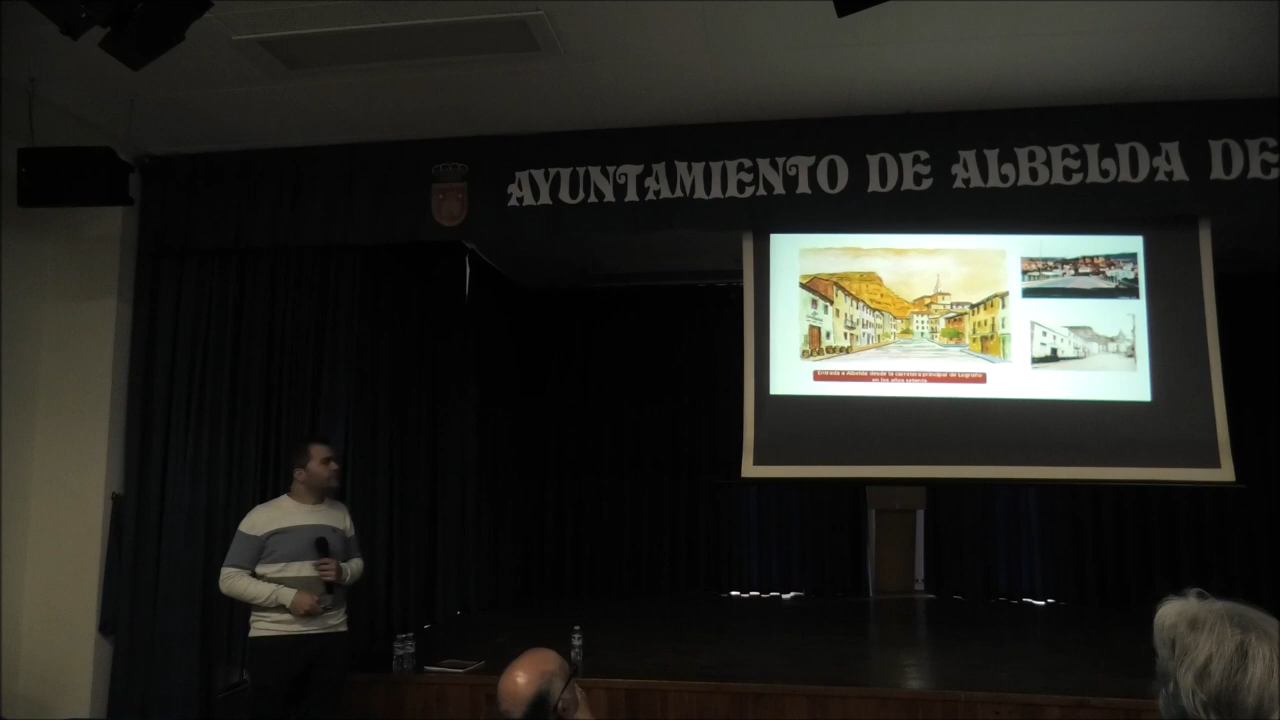 AYUNTAMIENTO DE ALBELDA DE
Entrada a Albelda desde la carretera principal de Logroño
en los años setenta